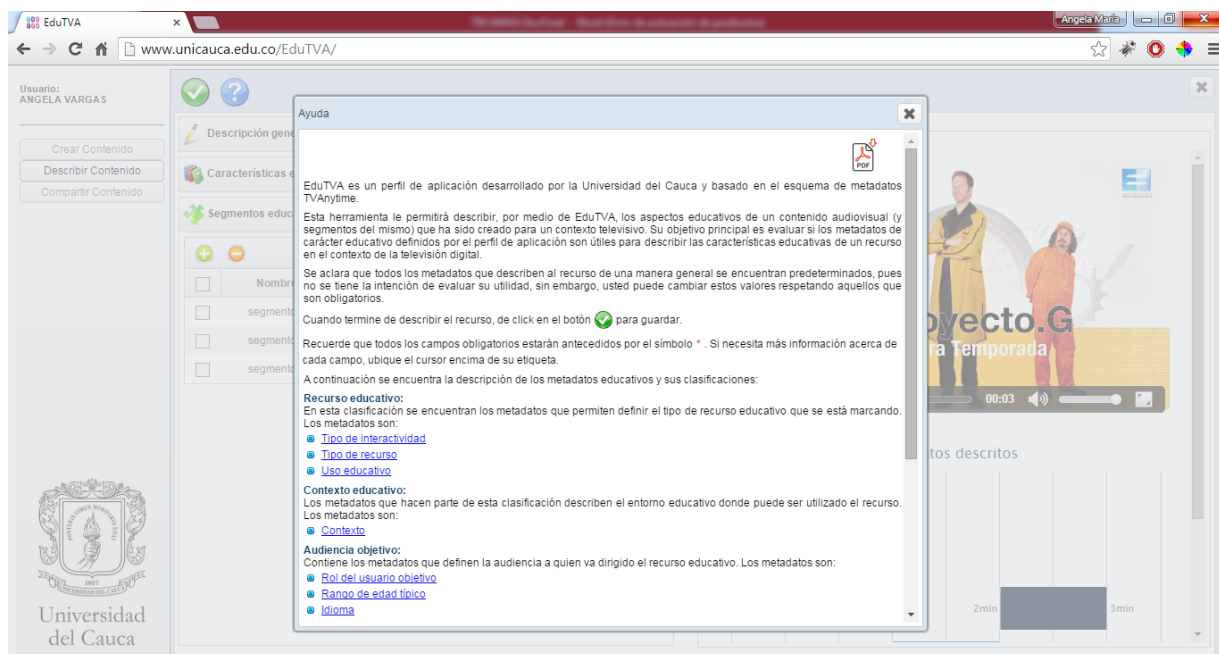 EduTVA
Angela Maria
www.unicauca.edu.co/EduTVA/
Usuario:
ANGELA VARGAS
Crear Contenido
Describir Contenido
Compartir Contenido
Descripción gene
Características e
Segmentos educ
Nombre
segmento
segmento
segmento
Ayuda
PDF
EduTVA es un perfil de aplicación desarrollado por la Universidad del Cauca y basado en el esquema de metadatos
TVAnytime.
Esta herramienta le permitirá describir, por medio de EduTVA, los aspectos educativos de un contenido audiovisual (y
segmentos del mismo) que ha sido creado para un contexto televisivo. Su objetivo principal es evaluar si los metadatos de
carácter educativo definidos por el perfil de aplicación son útiles para describir las características educativas de un recurso
en el contexto de la televisión digital.
Se aclara que todos los metadatos que describen al recurso de una manera general se encuentran predeterminados, pues
no se tiene la intención de evaluar su utilidad, sin embargo, usted puede cambiar estos valores respetando aquellos que
son obligatorios.
Cuando termine de describir el recurso, de click en el botón para guardar.
Recuerde que todos los campos obligatorios estarán antecedidos por el símbolo * . Si necesita más información acerca de
cada campo, ubique el cursor encima de su etiqueta.
A continuación se encuentra la descripción de los metadatos educativos y sus clasificaciones:
Recurso educativo:
En esta clasificación se encuentran los metadatos que permiten definir el tipo de recurso educativo que se está marcando.
Los metadatos son:
Tipo de interactividad
Tipo de recurso
Uso educativo
Contexto educativo:
Los metadatos que hacen parte de esta clasificación describen el entorno educativo donde puede ser utilizado el recurso.
Los metadatos son:
Contexto
Audiencia objetivo:
Contiene los metadatos que definen la audiencia a quien va dirigido el recurso educativo. Los metadatos son:
Rol del usuario objetivo
Rango de edad típico
Idioma
oyecto.G
ra Temporada
00:03
tos descritos
2min
3min
Universidad
del Cauca